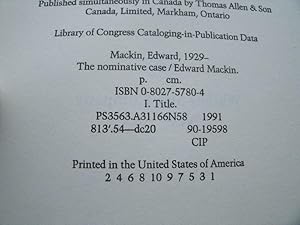 Published simultaneously in Canada by Thomas Allen & Son
Canada, Limited, Markham, Ontario
Library of Congress Cataloging-in-Publication Data
Mackin, Edward, 1929–
The nominative case / Edward Mackin.
p. cm.
ISBN 0-8027-5780-4
I. Title.
PS3563.A31166N58 1991
813'.54—dc20 90-19598
CIP
Printed in the United States of America
2 4 6 8 10 9 7 5 3 1